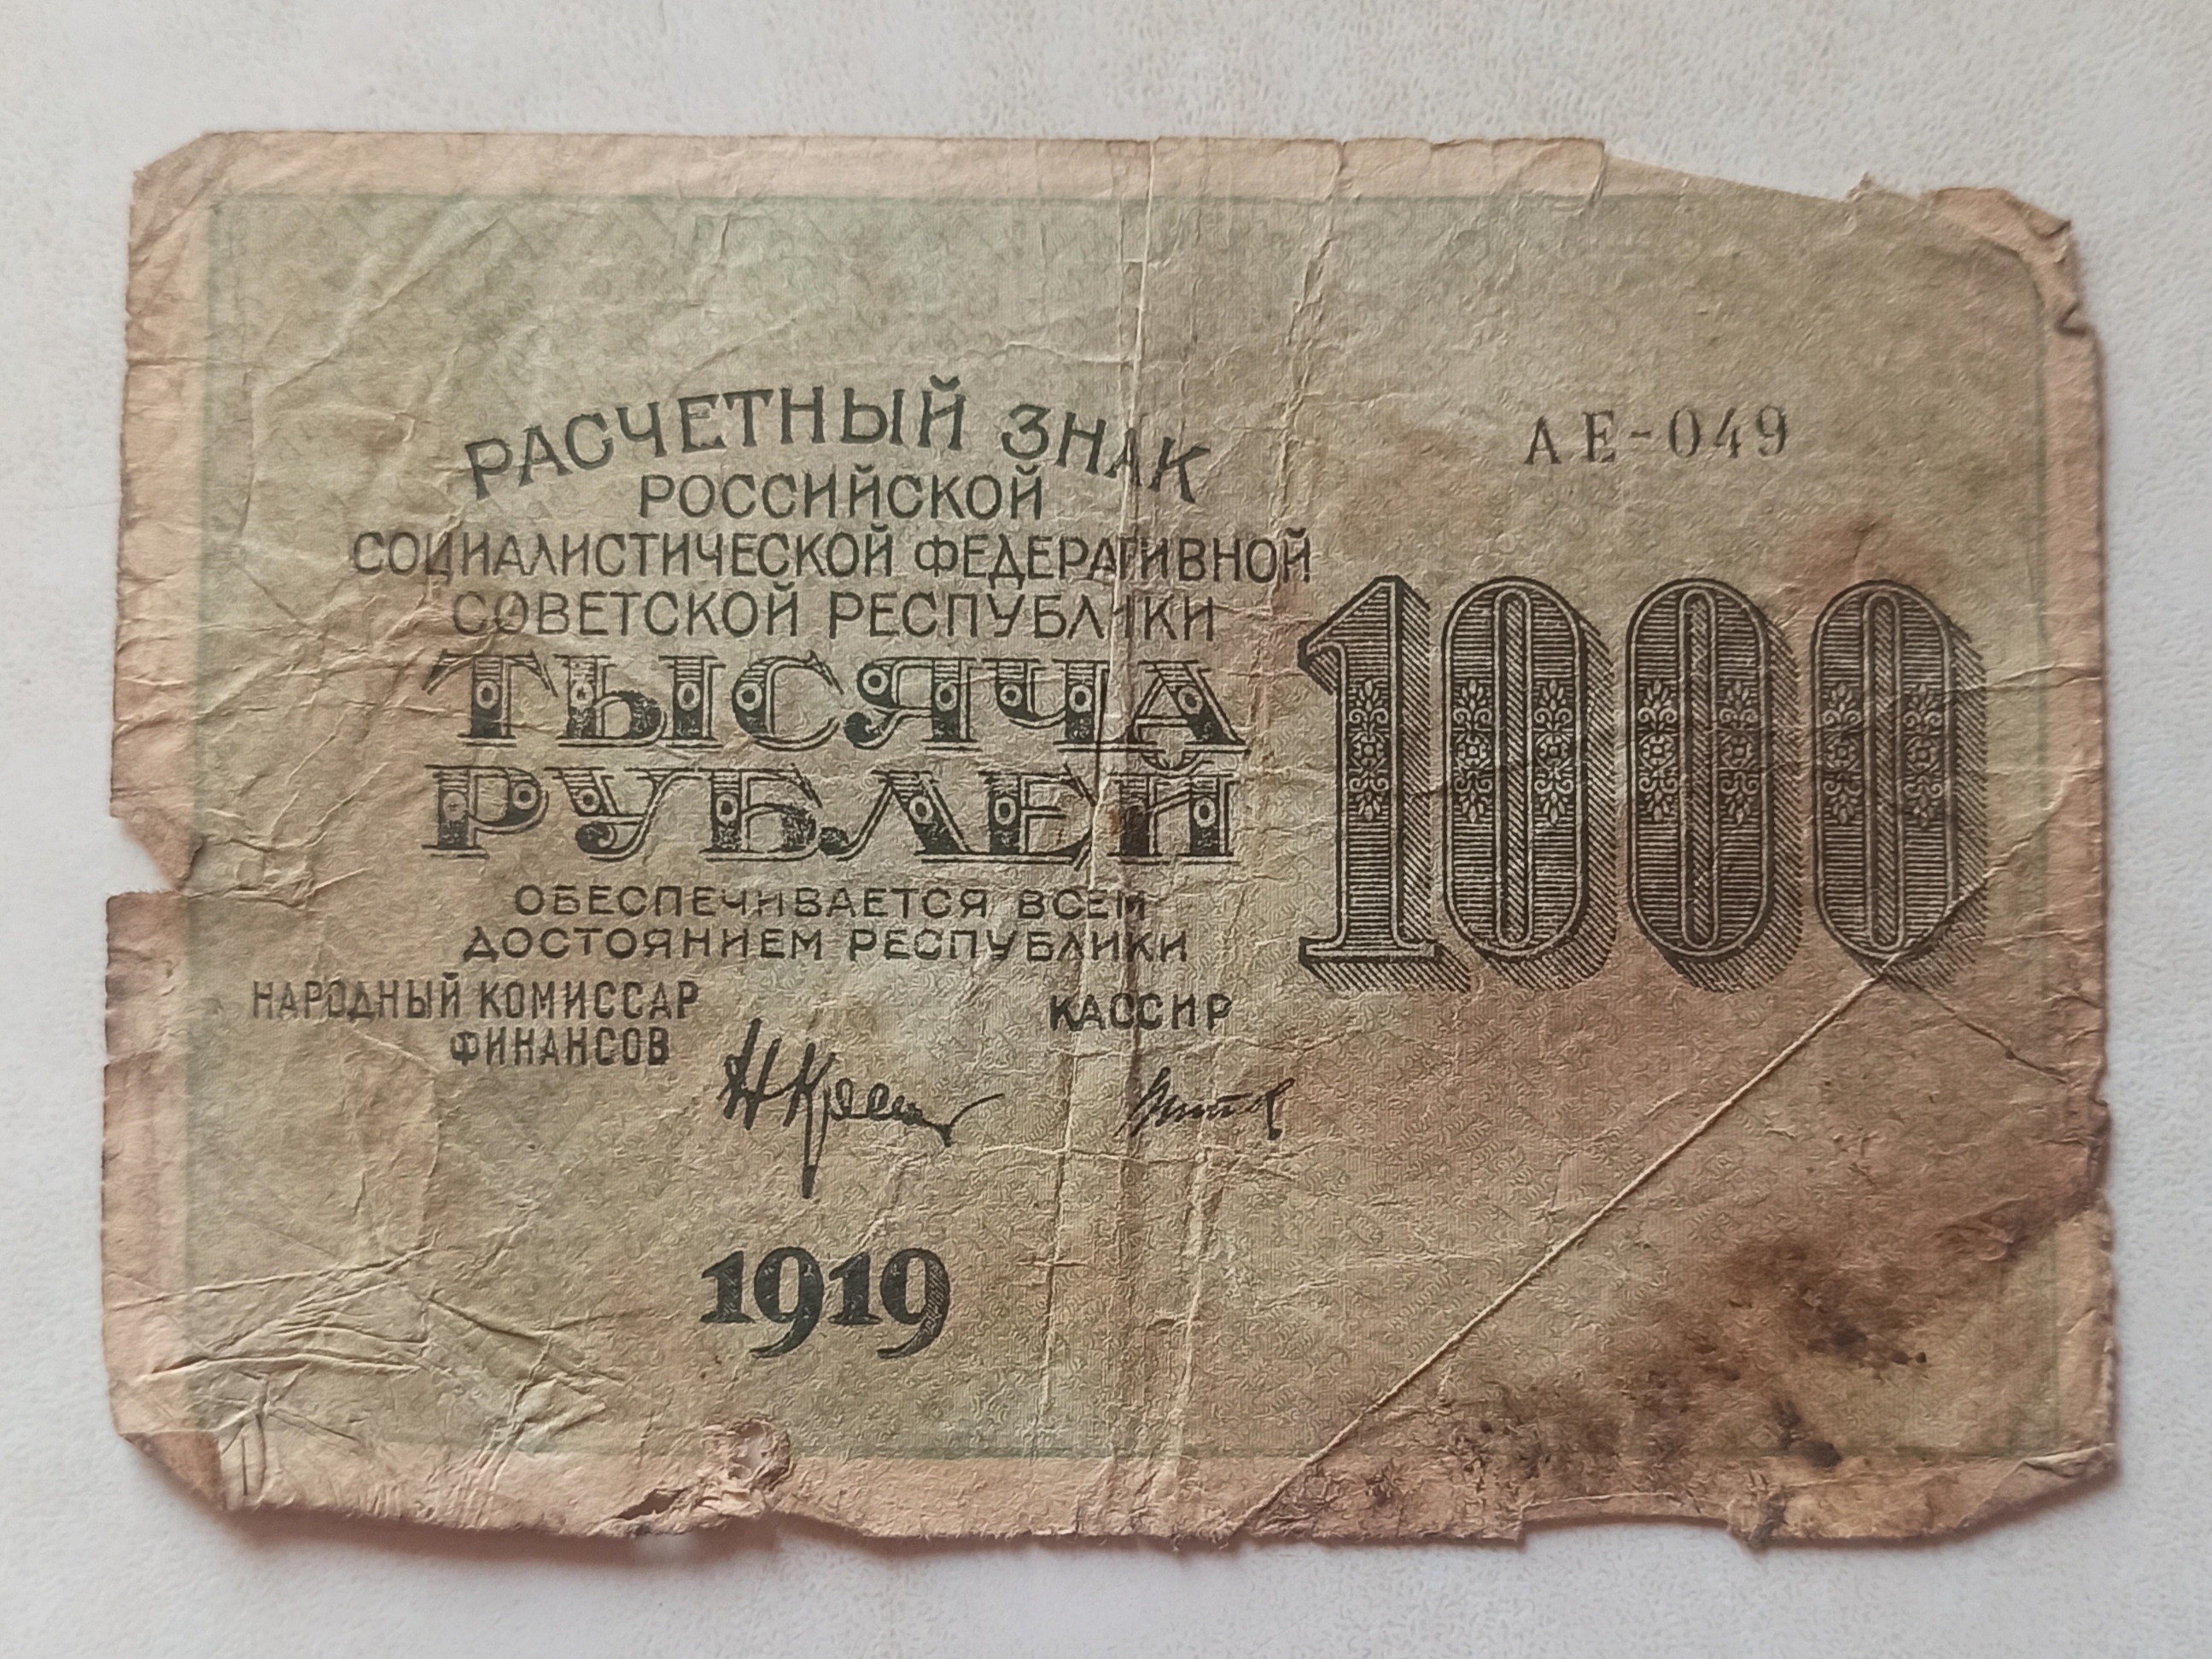 РАСЧЕТНЫЙ ЗНАК
РОССИЙСКОЙ
СОЦИАЛИСТИЧЕСКОЙ ФЕДЕРАТИВНОЙ
СОВЕТСКОЙ РЕСПУБЛИКИ
ТЫСЯЧА
РУБЛЕЙ
ОБЕСПЕЧИВАЕТСЯ ВСЕМ
ДОСТОЯНИЕМ РЕСПУБЛИКИ
НАРОДНЫЙ КОМИССАР
ФИНАНСОВ
КАССИР
1919
АЕ-049
1000